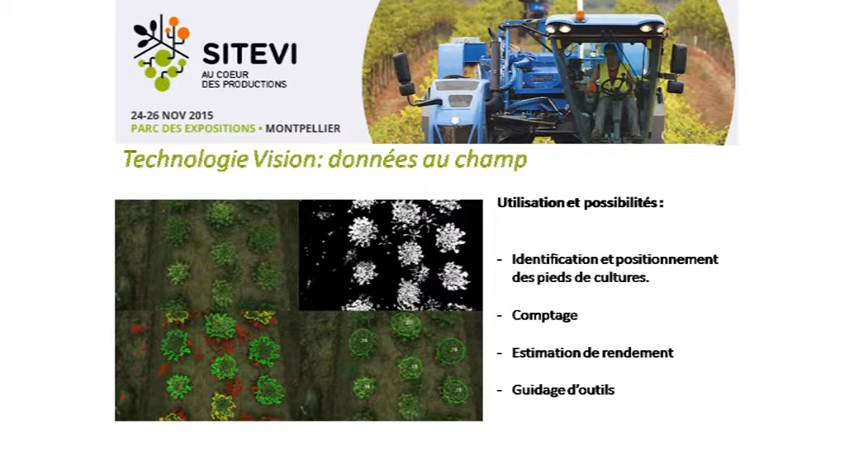 SITEVI
AU COEUR
DES PRODUCTIONS
24-26 NOV 2015
PARC DES EXPOSITIONS • MONTPELLIER
Technologie Vision: données au champ
Utilisation et possibilités :
- Identification et positionnement
des pieds de cultures.
- Comptage
- Estimation de rendement
- Guidage d'outils